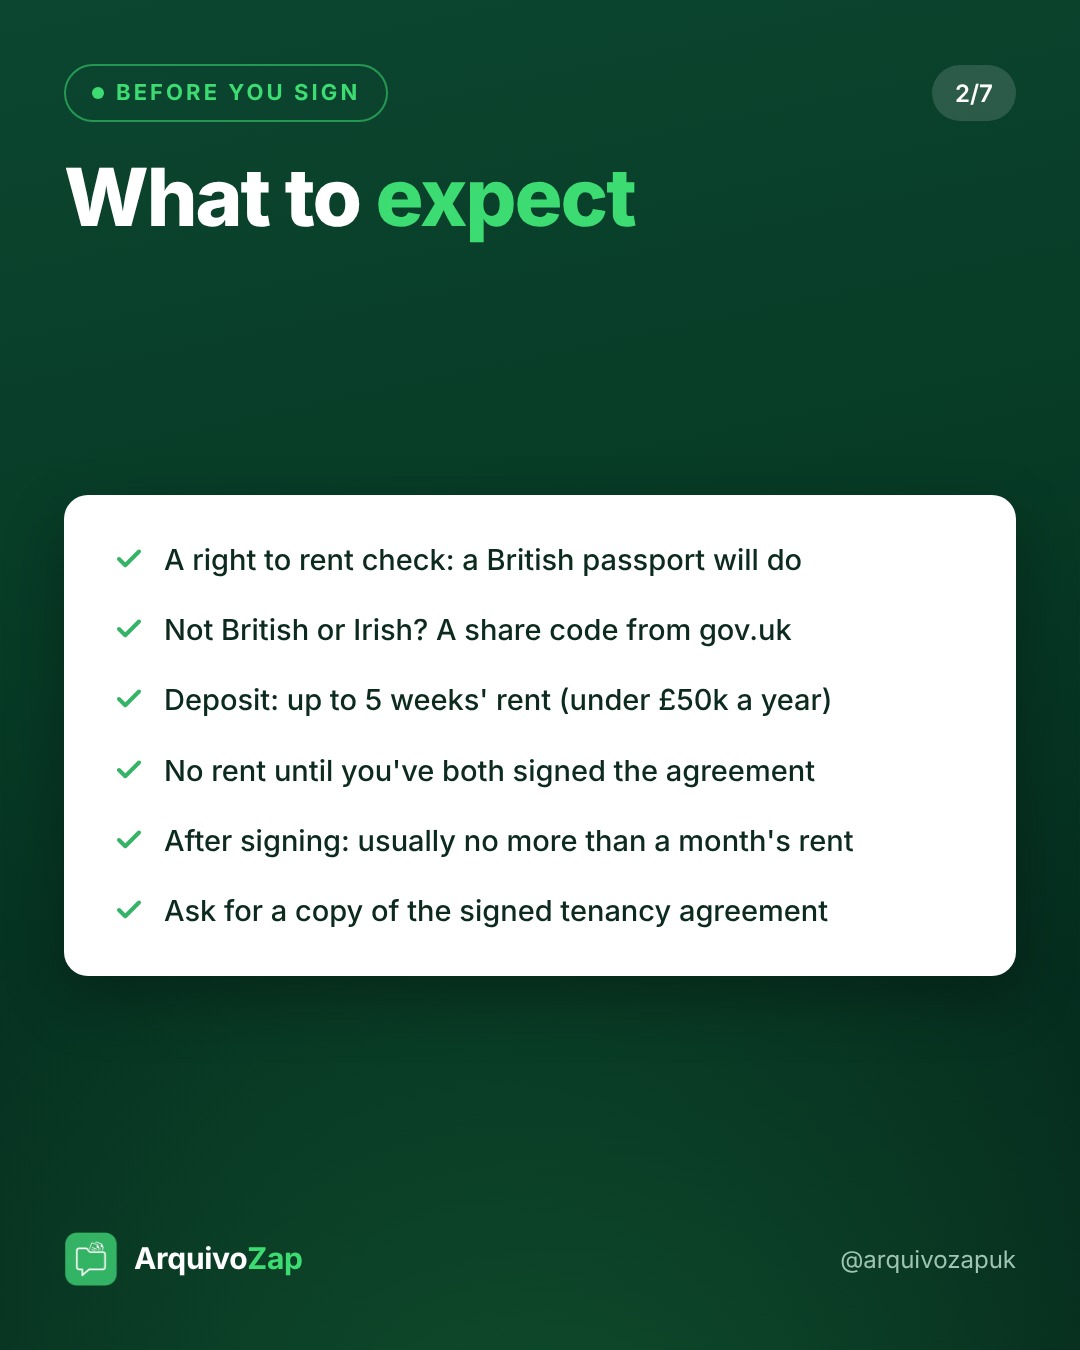 BEFORE YOU SIGN
2/7
What to expect
A right to rent check: a British passport will do
Not British or Irish? A share code from gov.uk
Deposit: up to 5 weeks' rent (under £50k a year)
No rent until you've both signed the agreement
After signing: usually no more than a month's rent
Ask for a copy of the signed tenancy agreement
ArquivoZap
@arquivozapuk